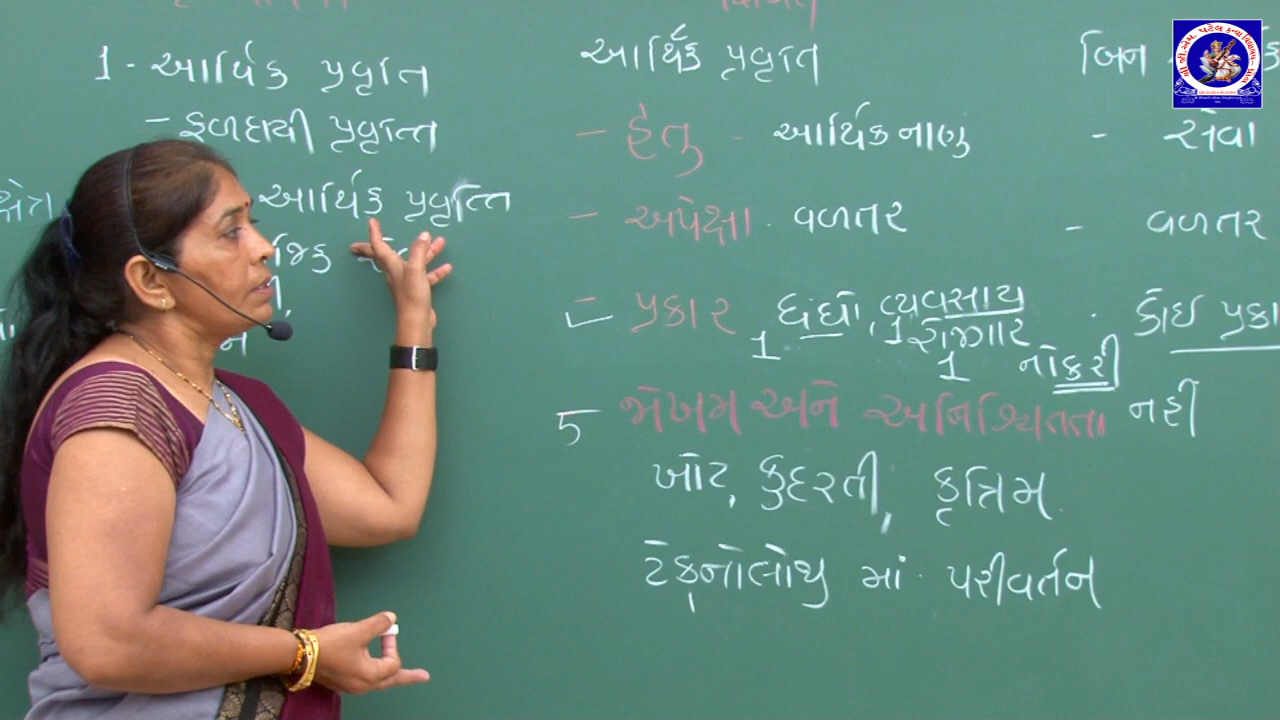 1 - આર્થિક પ્રવૃત્તિ
- ફળદાયી પ્રવૃત્તિ
આર્થિક પ્રવૃત્તિ
આર્થિક પ્રવૃત્તિ
બિન
- હેતુ - આર્થિક નાણુ - સેવા
- અપેક્ષા વળતર - વળતર
- પ્રકાર ધંધો, વ્યવસાય કોઇ પ્રકા
1 1 રોજગાર
1 નોકરી
5 જોખમ અને અનિશ્ચિતતા નહીં
ખોટ, કુદરતી, કૃત્રિમ
ટેક્નોલોજી માં પરીવર્તન